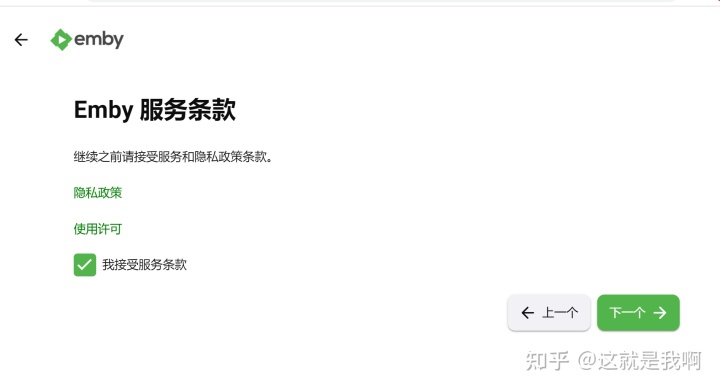 emby
Emby 服务条款
继续之前请接受服务和隐私政策条款。
隐私政策
使用许可
我接受服务条款
上一个
下一个
知乎 @这就是我啊